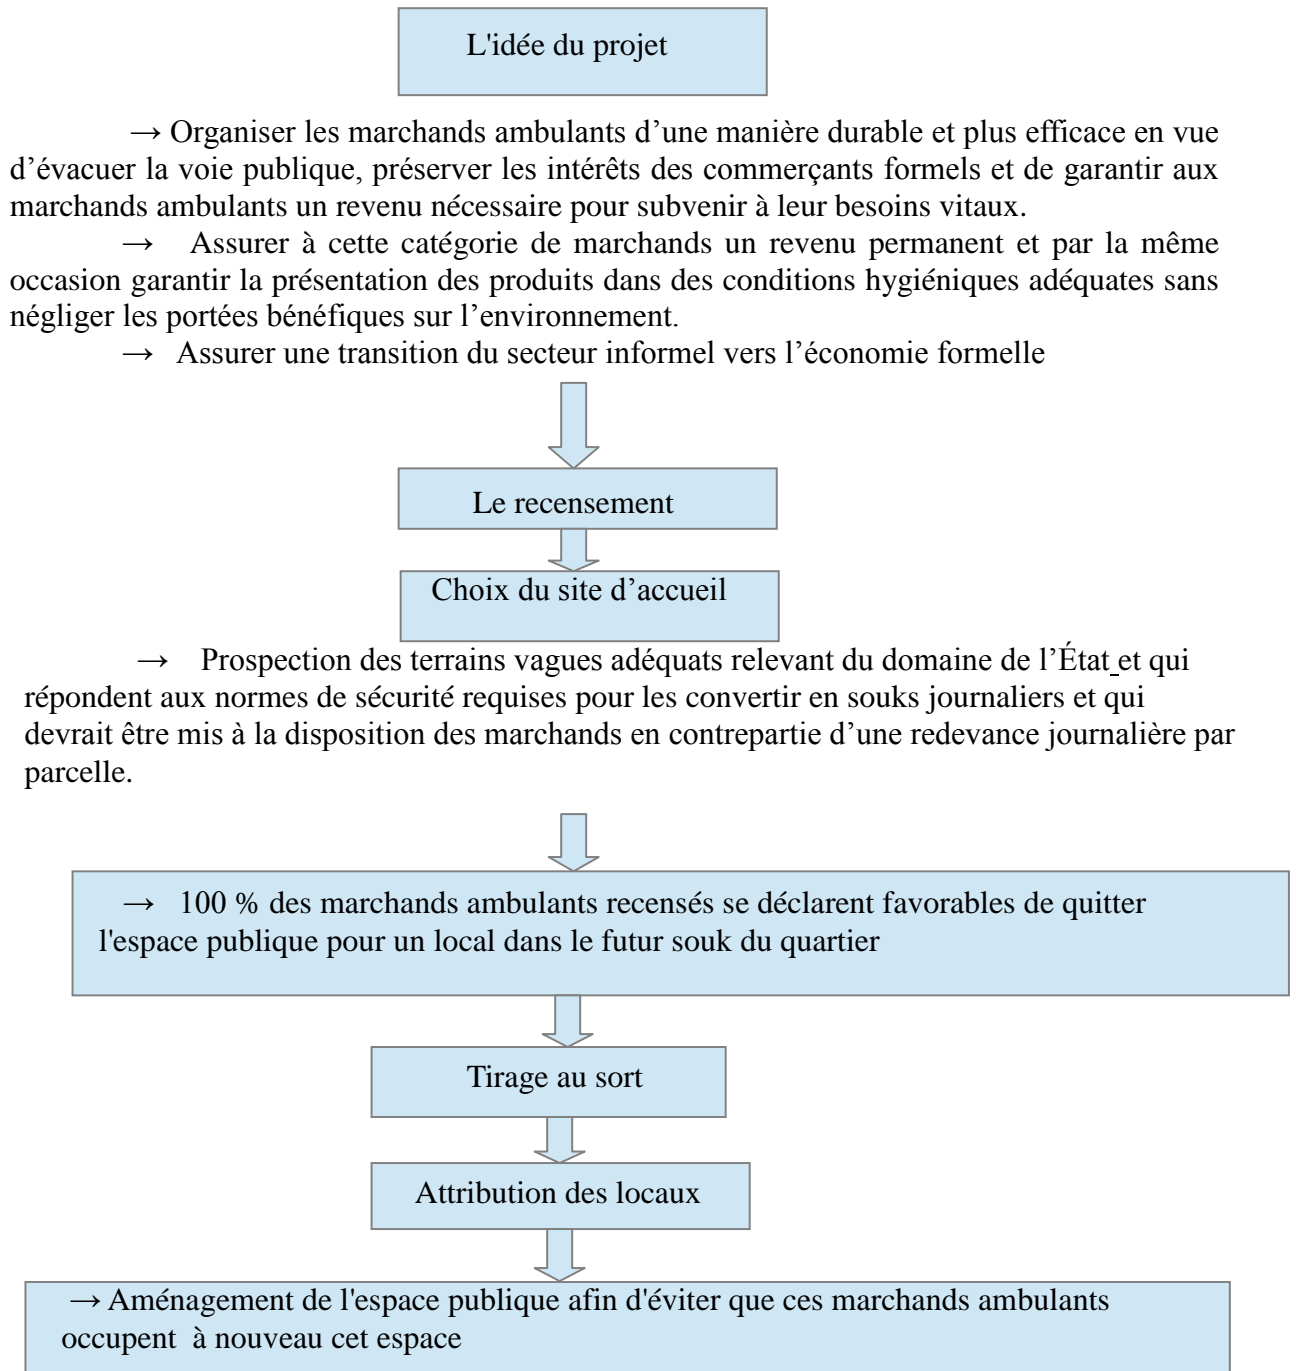 L'idée du projet
→ Organiser les marchands ambulants d’une manière durable et plus efficace en vue
d’évacuer la voie publique, préserver les intérêts des commerçants formels et de garantir aux
marchands ambulants un revenu nécessaire pour subvenir à leur besoins vitaux.
→ Assurer à cette catégorie de marchands un revenu permanent et par la même
occasion garantir la présentation des produits dans des conditions hygiéniques adéquates sans
négliger les portées bénéfiques sur l’environnement.
→ Assurer une transition du secteur informel vers l’économie formelle
Le recensement
Choix du site d’accueil
→ Prospection des terrains vagues adéquats relevant du domaine de l’État et qui
répondent aux normes de sécurité requises pour les convertir en souks journaliers et qui
devrait être mis à la disposition des marchands en contrepartie d’une redevance journalière par
parcelle.
→ 100 % des marchands ambulants recensés se déclarent favorables de quitter
l'espace publique pour un local dans le futur souk du quartier
Tirage au sort
Attribution des locaux
→ Aménagement de l'espace publique afin d'éviter que ces marchands ambulants
occupent à nouveau cet espace